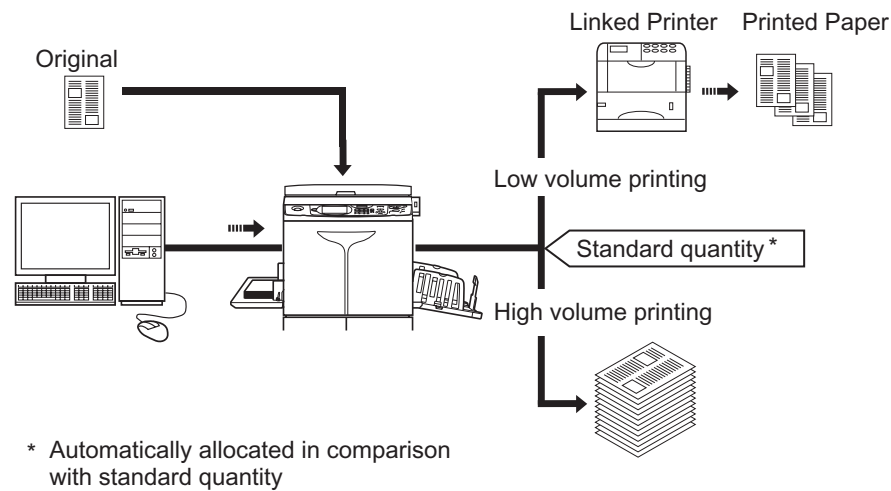 Linked Printer
Printed Paper
Original
Low volume printing
Standard quantity *
High volume printing
* Automatically allocated in comparison
with standard quantity